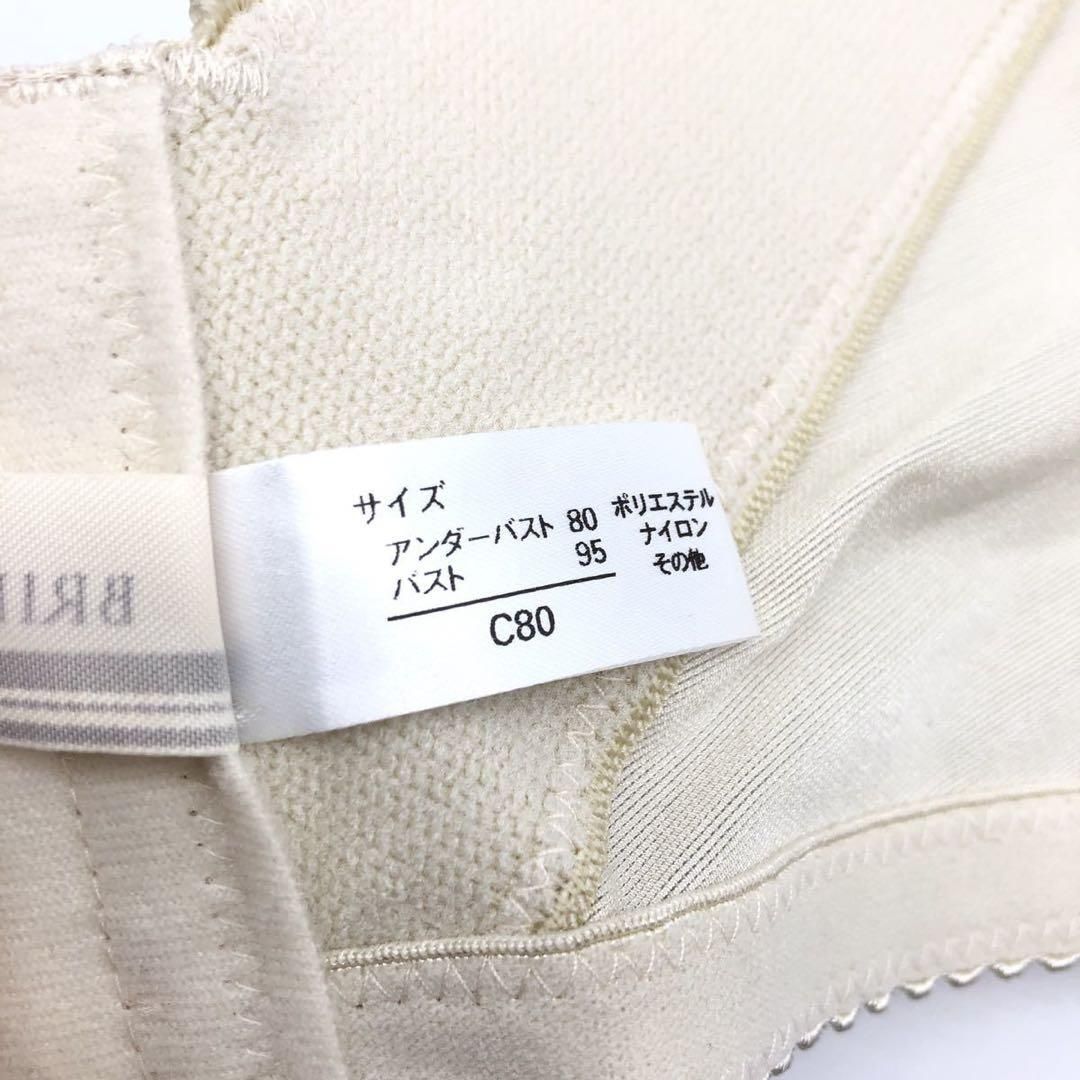 サイズ
アンダーバスト 80
バスト 95
C80
ポリエステル
ナイロン
その他
BRI